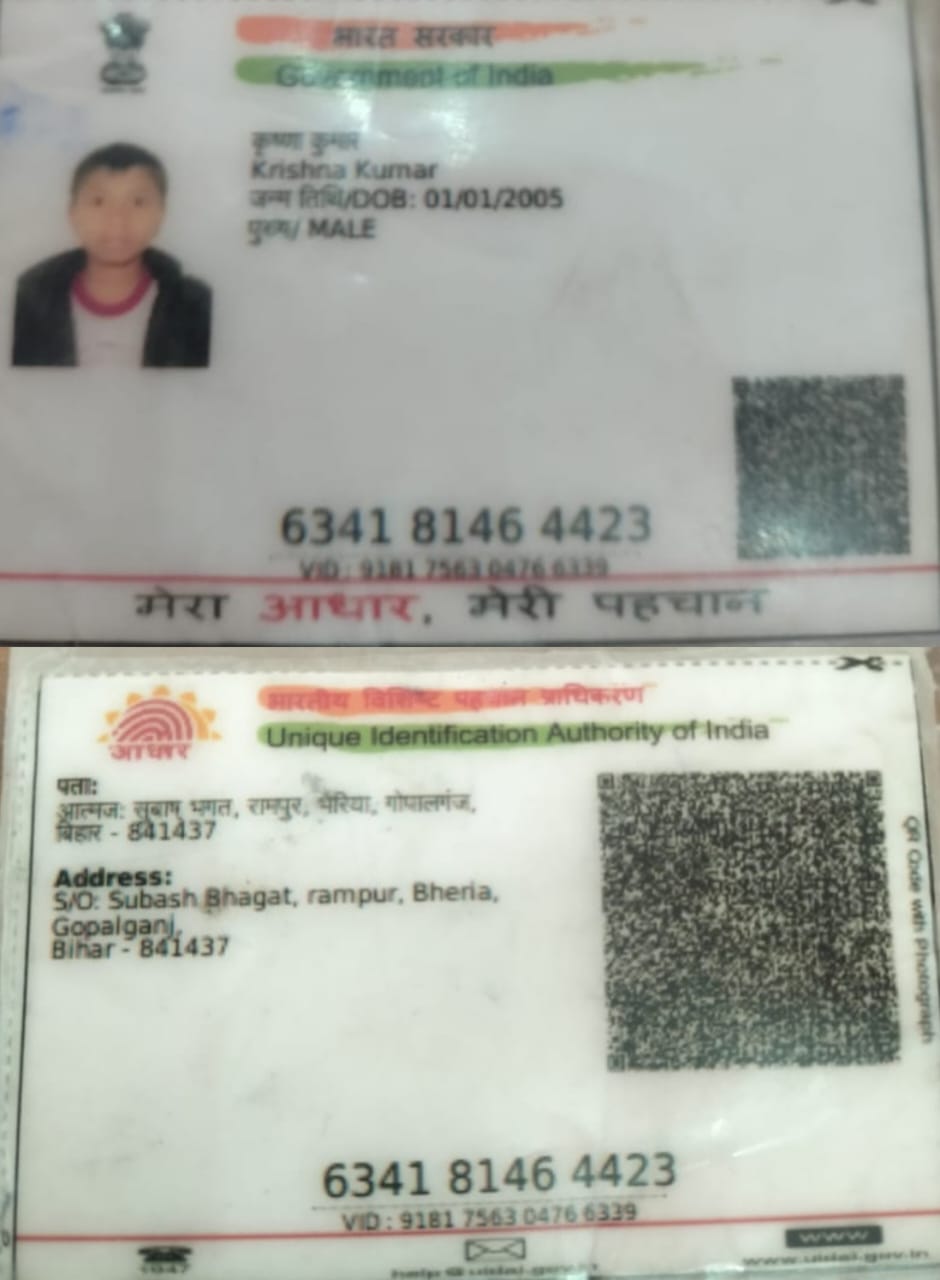 भारत सरकार
Government of India
कृष्णा कुमार
Krishna Kumar
जन्म तिथि/DOB: 01/01/2005
पुरुष/ MALE
6341 8146 4423
VID : 9181 7563 0476 6339
मेरा आधार, मेरी पहचान
आधार
भारतीय विशिष्ट पहचान प्राधिकरण
Unique Identification Authority of India
पता:
आत्मज: सुबाष भगत, रामपुर, भेरिया, गोपालगंज,
बिहार - 841437
Address:
S/O: Subash Bhagat, rampur, Bheria,
Gopalganj,
Bihar - 841437
QR Code with Photograph
6341 8146 4423
VID : 9181 7563 0476 6339
1947
help@uidai.gov.in
www
www.uidai.gov.in